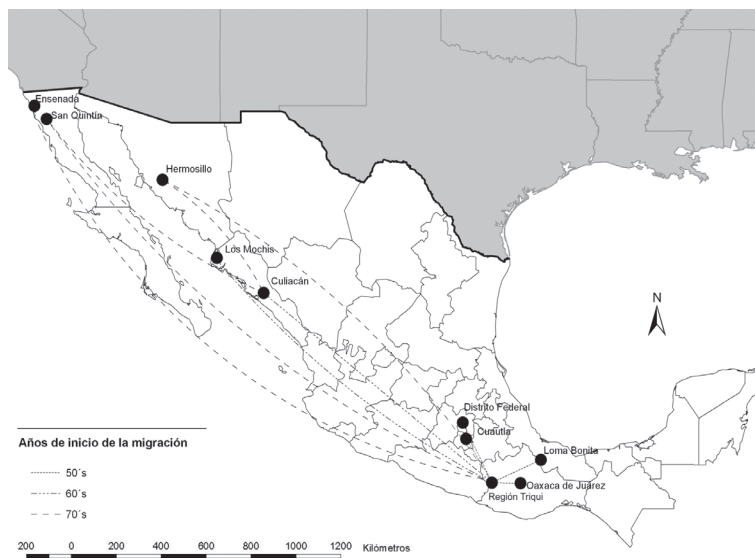 Ensenada
San Quintín
Hermosillo
Los Mochis
Culiacán
N
Distrito Federal
Cuautla
Loma Bonita
Oaxaca de Juárez
Región Triqui
Años de inicio de la migración
50´s
60´s
70´s
200 0 200 400 600 800 1000 1200 Kilómetros